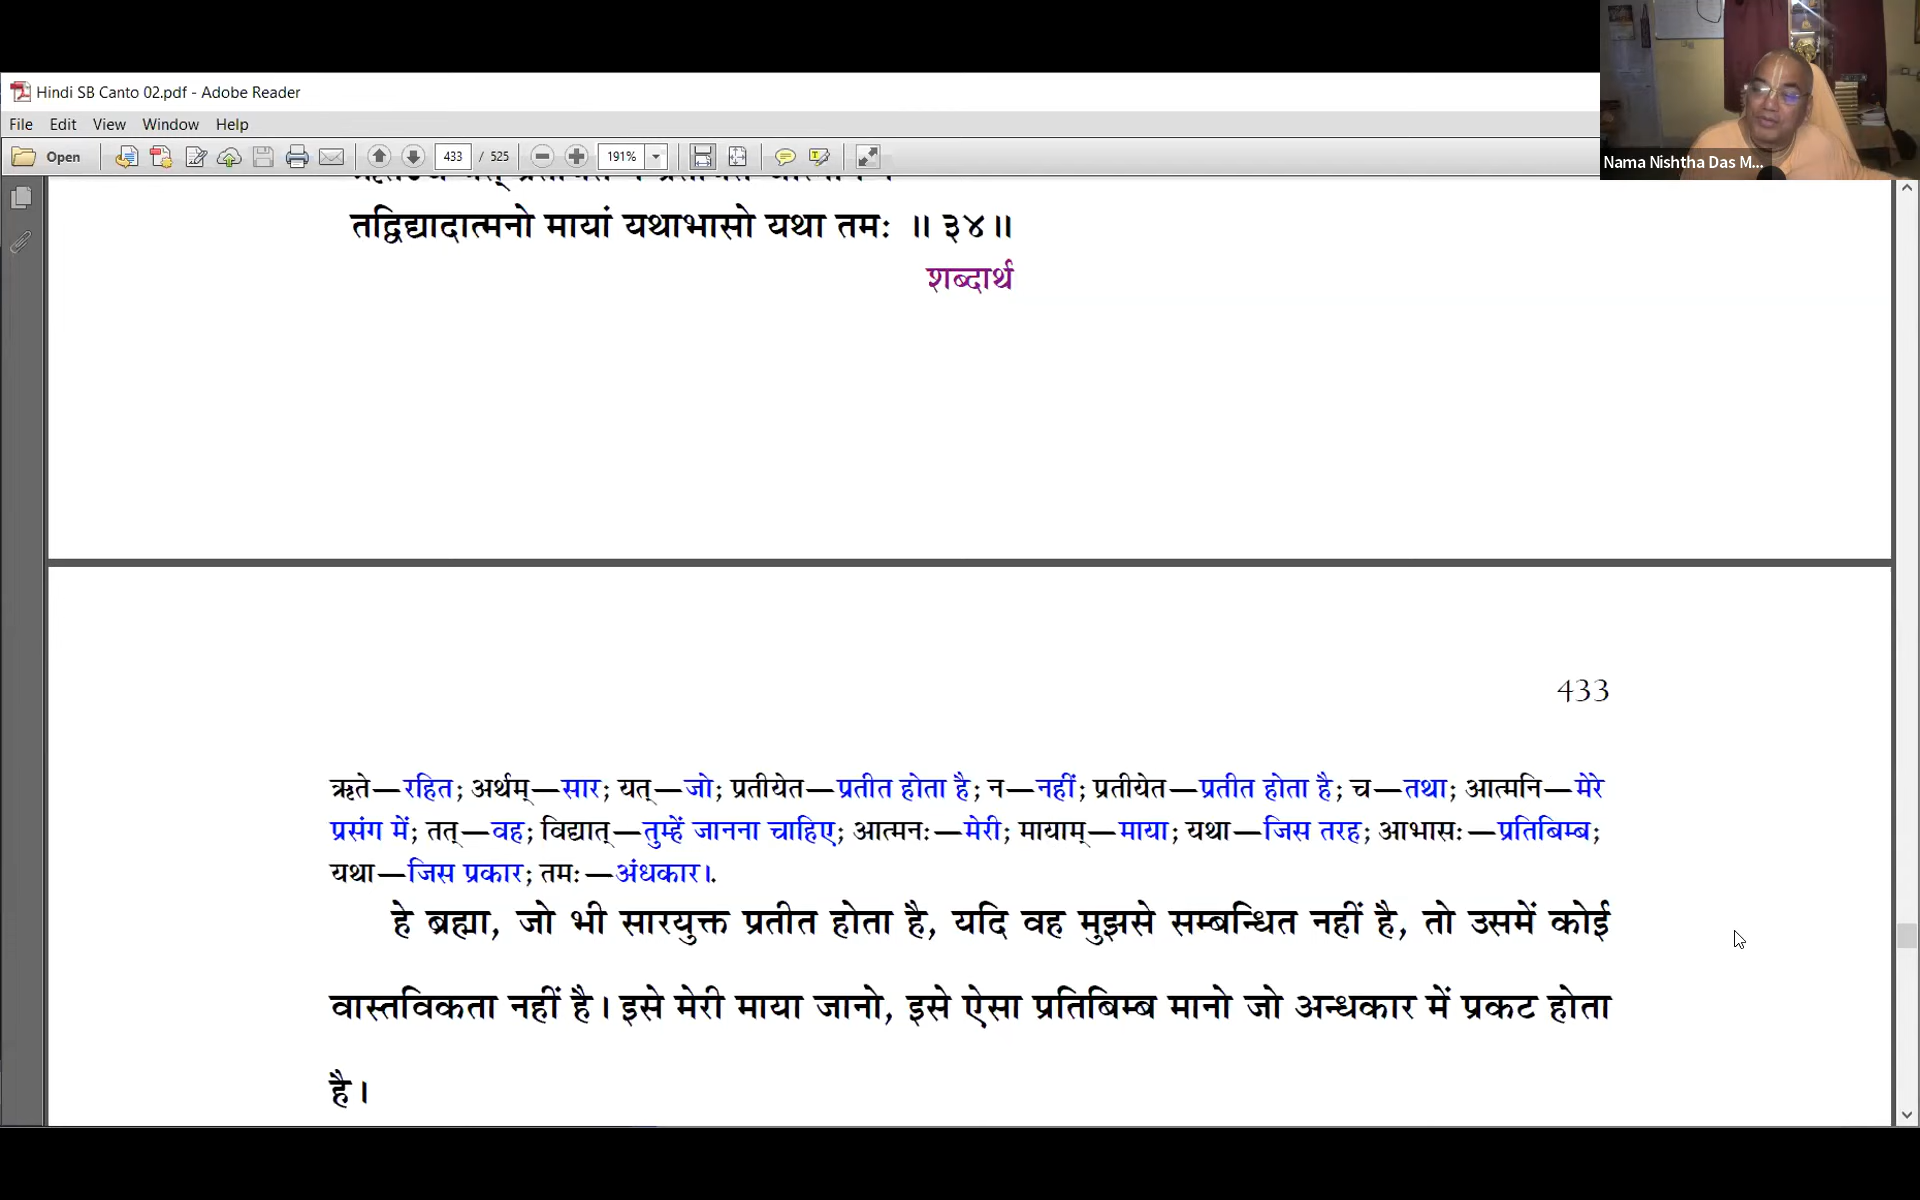 Hindi SB Canto 02.pdf - Adobe Reader
File Edit View Window Help
Open 433 / 525 191%
Nama Nishtha Das M...
तद्विद्यादात्मनो मायां यथाभासो यथा तमः ॥ ३४॥
शब्दार्थ
433
ऋते—रहित; अर्थम्—सार; यत्—जो; प्रतीयेत—प्रतीत होता है; न—नहीं; प्रतीयेत—प्रतीत होता है; च—तथा; आत्मनि—मेरे
प्रसंग में; तत्—वह; विद्यात्—तुम्हें जानना चाहिए; आत्मनः—मेरी; मायाम्—माया; यथा—जिस तरह; आभासः—प्रतिबिम्ब;
यथा—जिस प्रकार; तमः—अंधकार।.
हे ब्रह्मा, जो भी सारयुक्त प्रतीत होता है, यदि वह मुझसे सम्बन्धित नहीं है, तो उसमें कोई
वास्तविकता नहीं है। इसे मेरी माया जानो, इसे ऐसा प्रतिबिम्ब मानो जो अन्धकार में प्रकट होता
है।